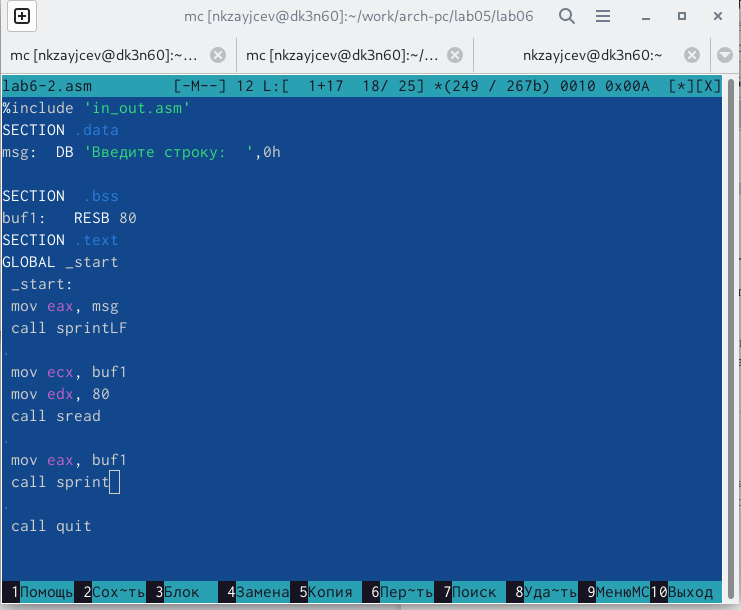 mc [nkzayjcev@dk3n60]:~/work/arch-pc/lab05/lab06
mc [nkzayjcev@dk3n60]:~... mc [nkzayjcev@dk3n60]:~/... nkzayjcev@dk3n60:~
lab6-2.asm [-M--] 12 L:[ 1+17 18/ 25] *(249 / 267b) 0010 0x00A [*][X]
%include 'in_out.asm'
SECTION .data
msg: DB 'Введите строку: ',0h
SECTION .bss
buf1: RESB 80
SECTION .text
GLOBAL _start
_start:
mov eax, msg
call sprintLF
.
mov ecx, buf1
mov edx, 80
call sread
.
mov eax, buf1
call sprint
.
call quit
1Помощь 2Сох~ть 3Блок 4Замена 5Копия 6Пер~ть 7Поиск 8Уда~ть 9МенюMC 10Выход